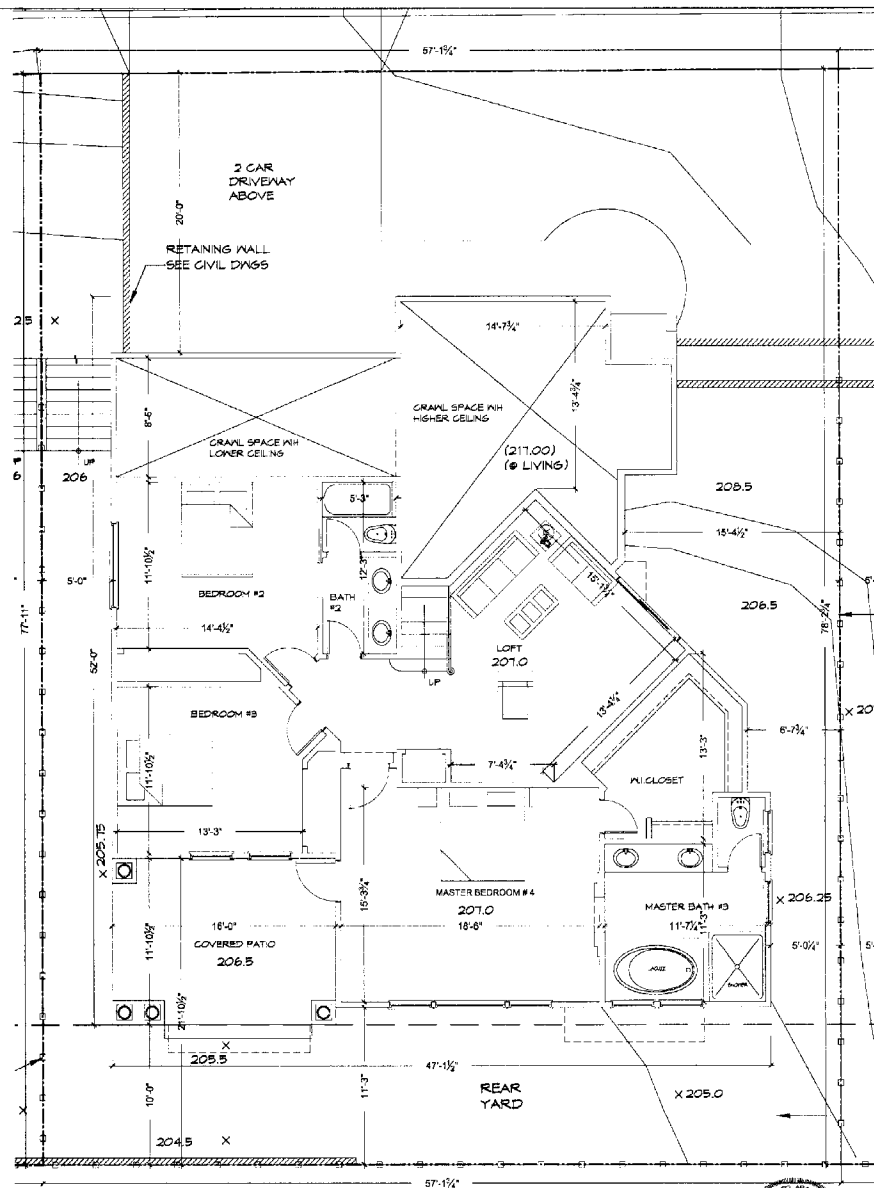 57'-1¾"
2 CAR
DRIVEWAY
ABOVE
20'-0"
RETAINING WALL
SEE CIVIL DWGS
14'-7¾"
13'-4¾"
8'-6"
CRAWL SPACE W/H
HIGHER CEILING
CRAWL SPACE W/H
LOWER CEILING
(217.00)
(@ LIVING)
UP
206
208.5
5'-3"
15'-4½"
11'-10½"
12'-3"
15'-1¾"
5'-0"
BEDROOM #2
BATH
#2
206.5
77'-11"
78'-2¼"
14'-4½"
LOFT
207.0
52'-0"
UP
BEDROOM #3
13'-4¼"
13'-3"
6'-7¾"
11'-10½"
7'-4¾"
W.I.CLOSET
13'-3"
205.75
15'-3¾"
MASTER BEDROOM # 4
207.0
MASTER BATH #3
206.25
16'-0"
18'-6"
11'-7¼"
11'-3"
COVERED PATIO
206.5
11'-10½"
5'-0¼"
SHOWER
21'-10½"
205.5
47'-1½"
REAR
YARD
205.0
10'-0"
11'-3"
204.5
57'-1¾"